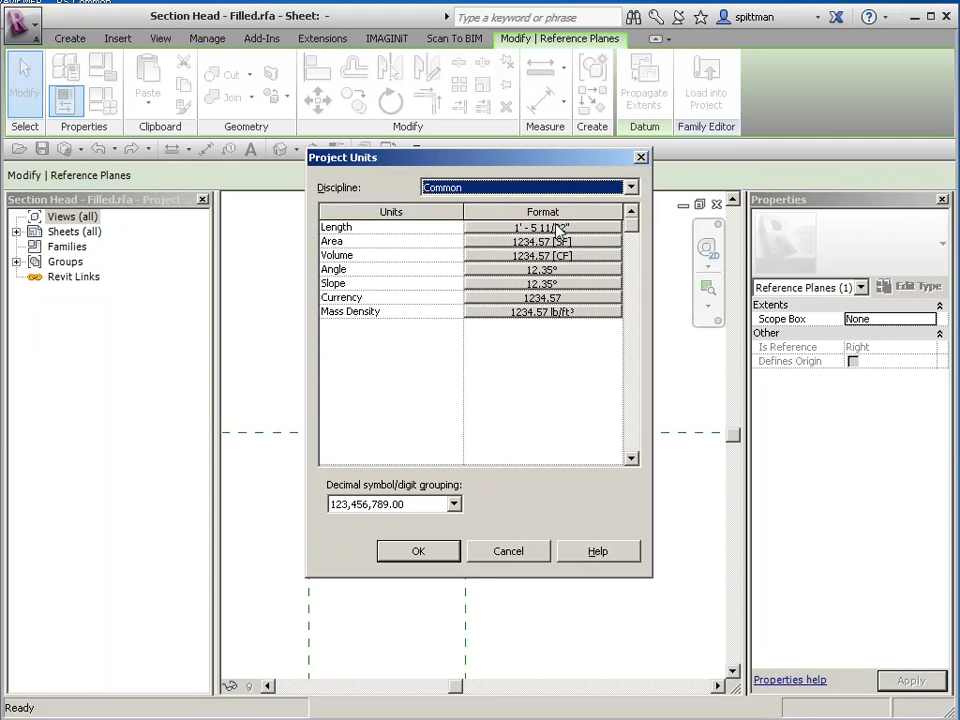 Section Head - Filled.rfa - Sheet: -
Type a keyword or phrase
spittman
Create Insert View Manage Add-Ins Extensions IMAGINiT Scan To BIM Modify | Reference Planes
Modify Paste Cut Join Propagate Extents Load into Project
Select Properties Clipboard Geometry Modify Measure Create Datum Family Editor
Modify | Reference Planes
Section Head - Filled.rfa - Project
Views (all)
Sheets (all)
Families
Groups
Revit Links
Project Units
Discipline: Common
Units Format
Length
Area 1234.57 [SF]
Volume 1234.57 [CF]
Angle 12.35°
Slope 12.35°
Currency 1234.57
Mass Density 1234.57 lb/ft³
Decimal symbol/digit grouping:
123,456,789.00
OK Cancel Help
2D
Properties
Reference Planes (1) Edit Type
Extents
Scope Box None
Other
Is Reference Right
Defines Origin
Properties help Apply
Ready